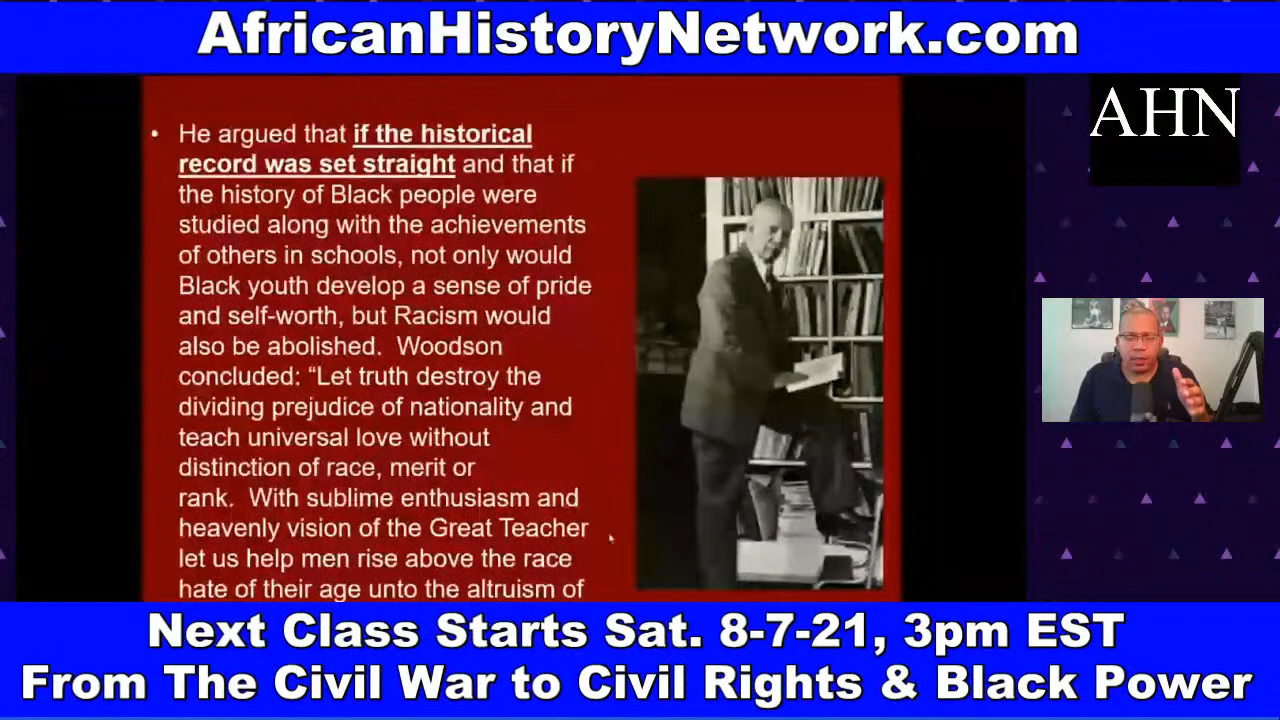 AfricanHistoryNetwork.com
AHN
• He argued that if the historical
record was set straight and that if
the history of Black people were
studied along with the achievements
of others in schools, not only would
Black youth develop a sense of pride
and self-worth, but Racism would
also be abolished.  Woodson
concluded: “Let truth destroy the
dividing prejudice of nationality and
teach universal love without
distinction of race, merit or
rank.  With sublime enthusiasm and
heavenly vision of the Great Teacher
let us help men rise above the race
hate of their age unto the altruism of
Next Class Starts Sat. 8-7-21, 3pm EST
From The Civil War to Civil Rights & Black Power